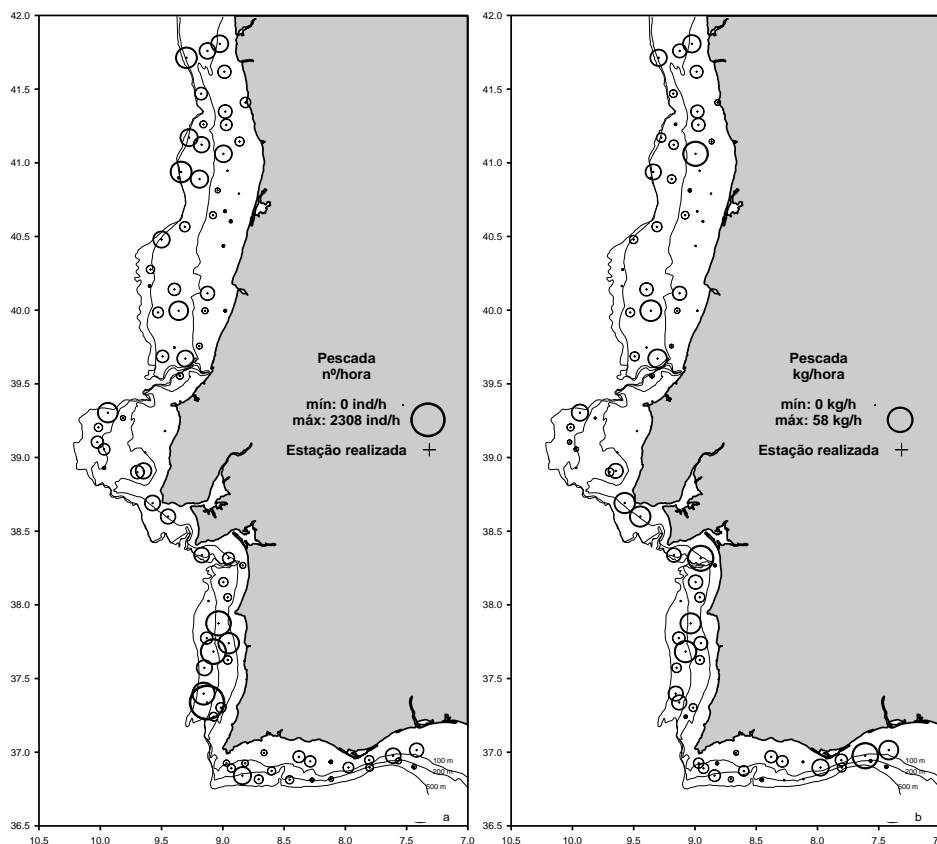 42.0
41.5
41.0
40.5
40.0
39.5
39.0
38.5
38.0
37.5
37.0
36.5
10.5
10.0
9.5
9.0
8.5
8.0
7.5
7.0
Pescada
nº/hora
mín: 0 ind/h
máx: 2308 ind/h
Estação realizada
100 m
200 m
500 m
a
42.0
41.5
41.0
40.5
40.0
39.5
39.0
38.5
38.0
37.5
37.0
36.5
10.5
10.0
9.5
9.0
8.5
8.0
7.5
7.0
Pescada
kg/hora
mín: 0 kg/h
máx: 58 kg/h
Estação realizada
100 m
200 m
500 m
b